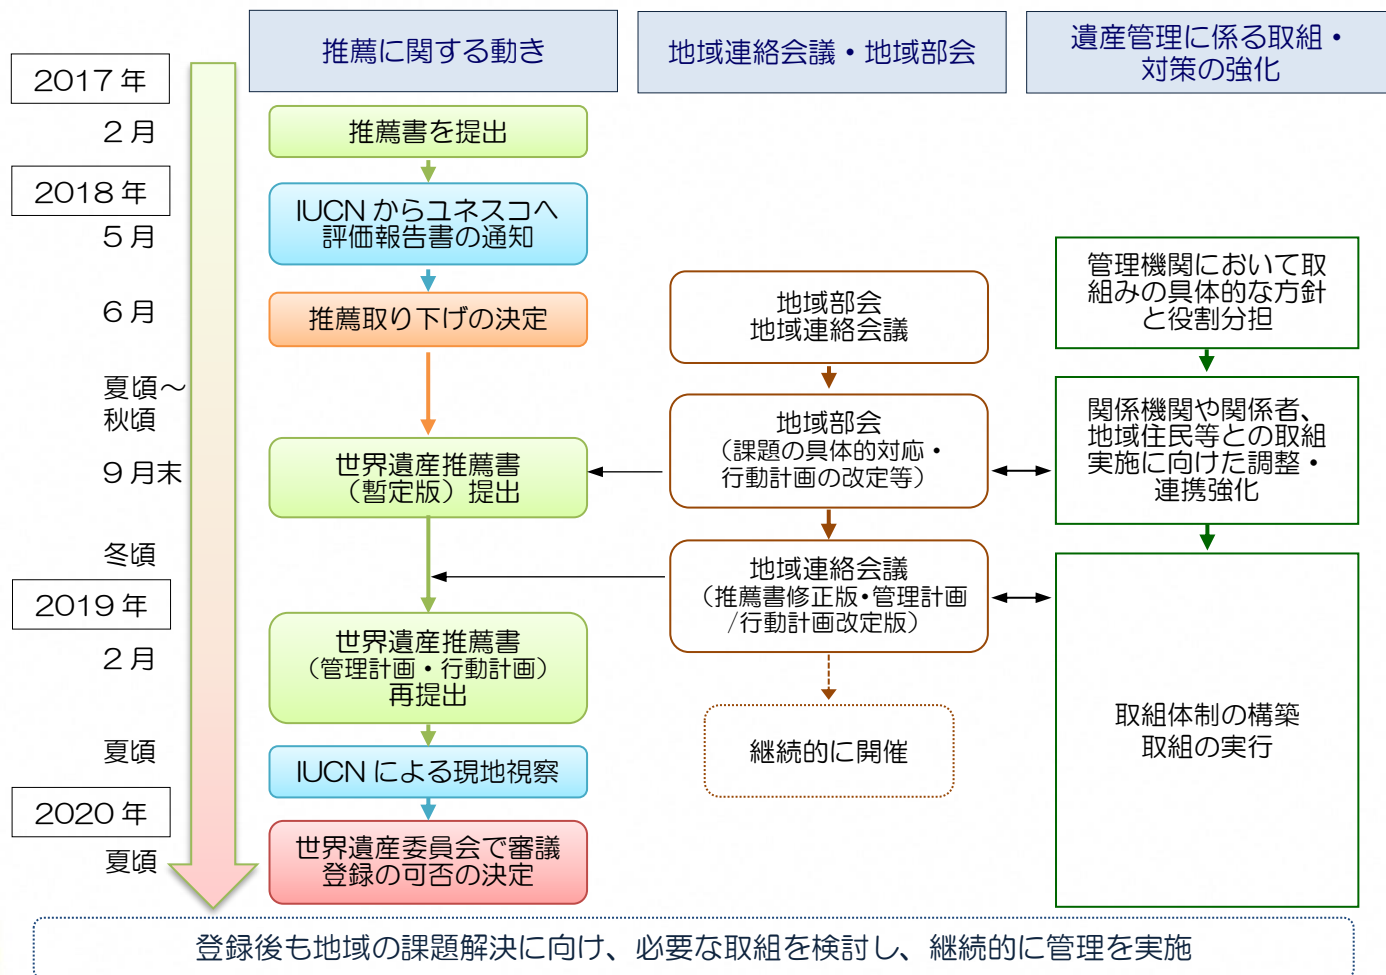 推薦に関する動き
地域連絡会議・地域部会
遺産管理に係る取組・
対策の強化
2017年
2月
2018年
5月
6月
夏頃～
秋頃
9月末
冬頃
2019年
2月
夏頃
2020年
夏頃
推薦書を提出
IUCNからユネスコへ
評価報告書の通知
推薦取り下げの決定
世界遺産推薦書
（暫定版）提出
世界遺産推薦書
（管理計画・行動計画）
再提出
IUCNによる現地視察
世界遺産委員会で審議
登録の可否の決定
地域部会
地域連絡会議
地域部会
（課題の具体的対応・
行動計画の改定等）
地域連絡会議
（推薦書修正版・管理計画
/行動計画改定版）
継続的に開催
管理機関において取
組みの具体的な方針
と役割分担
関係機関や関係者、
地域住民等との取組
実施に向けた調整・
連携強化
取組体制の構築
取組の実行
登録後も地域の課題解決に向け、必要な取組を検討し、継続的に管理を実施